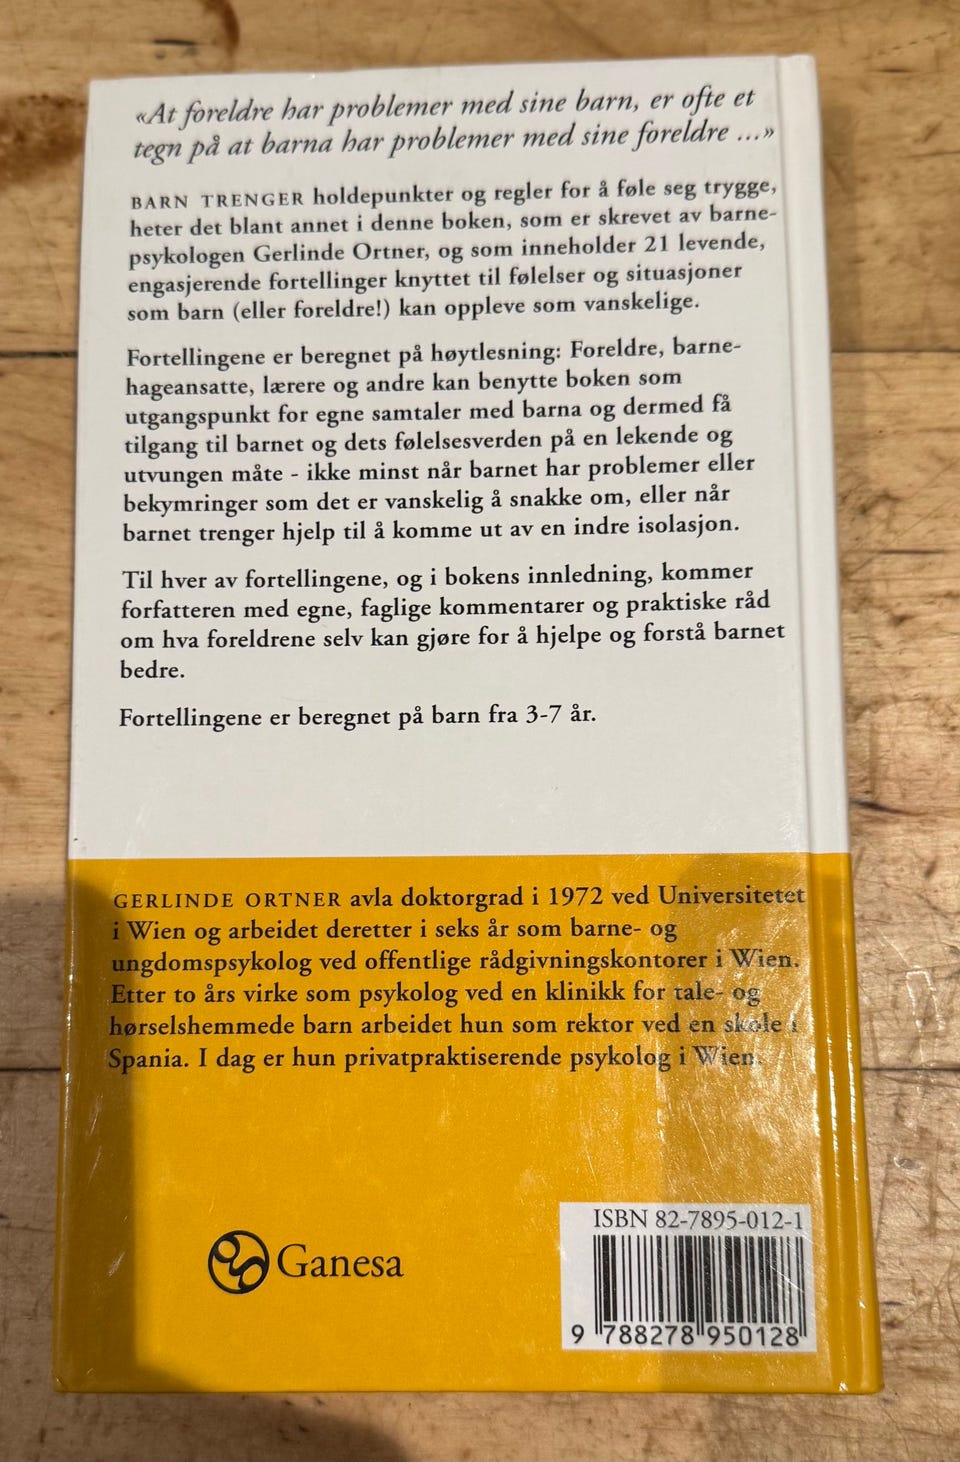 «At foreldre har problemer med sine barn, er ofte et
tegn på at barna har problemer med sine foreldre ...»
BARN TRENGER holdepunkter og regler for å føle seg trygge,
heter det blant annet i denne boken, som er skrevet av barne-
psykologen Gerlinde Ortner, og som inneholder 21 levende,
engasjerende fortellinger knyttet til følelser og situasjoner
som barn (eller foreldre!) kan oppleve som vanskelige.
Fortellingene er beregnet på høytlesning: Foreldre, barne-
hageansatte, lærere og andre kan benytte boken som
utgangspunkt for egne samtaler med barna og dermed få
tilgang til barnet og dets følelsesverden på en lekende og
utvungen måte - ikke minst når barnet har problemer eller
bekymringer som det er vanskelig å snakke om, eller når
barnet trenger hjelp til å komme ut av en indre isolasjon.
Til hver av fortellingene, og i bokens innledning, kommer
forfatteren med egne, faglige kommentarer og praktiske råd
om hva foreldrene selv kan gjøre for å hjelpe og forstå barnet
bedre.
Fortellingene er beregnet på barn fra 3-7 år.
GERLINDE ORTNER avla doktorgrad i 1972 ved Universitetet
i Wien og arbeidet deretter i seks år som barne- og
ungdomspsykolog ved offentlige rådgivningskontorer i Wien.
Etter to års virke som psykolog ved en klinikk for tale- og
hørselshemmede barn arbeidet hun som rektor ved en skole i
Spania. I dag er hun privatpraktiserende psykolog i Wien.
Ganesa
ISBN 82-7895-012-1
9 788278 950128